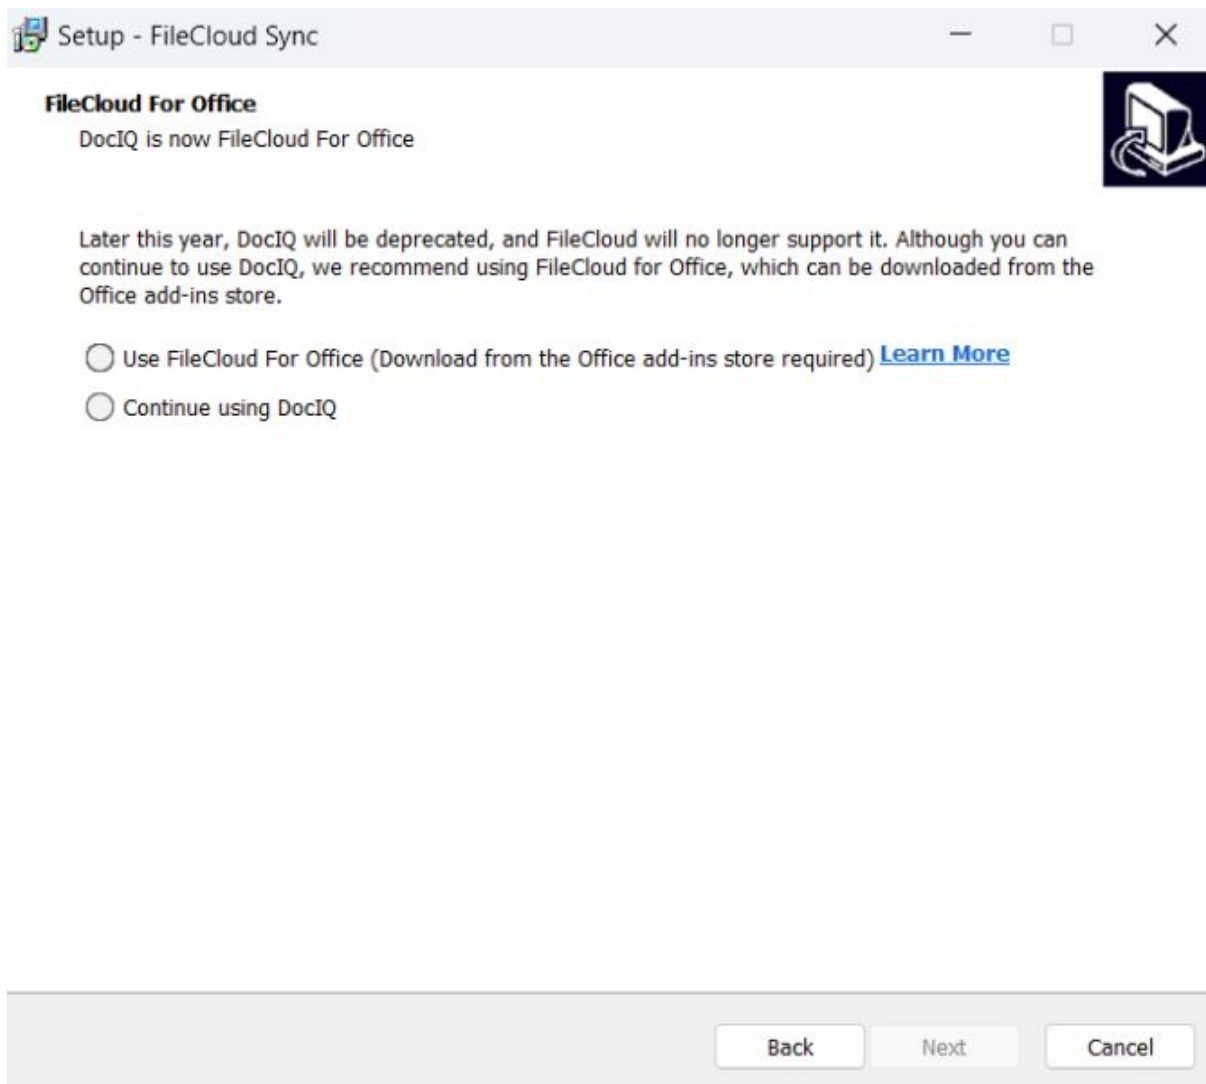 Setup - FileCloud Sync
FileCloud For Office
DocIQ is now FileCloud For Office
Later this year, DocIQ will be deprecated, and FileCloud will no longer support it. Although you can
continue to use DocIQ, we recommend using FileCloud for Office, which can be downloaded from the
Office add-ins store.
Use FileCloud For Office (Download from the Office add-ins store required) Learn More
Continue using DocIQ
Back Next Cancel